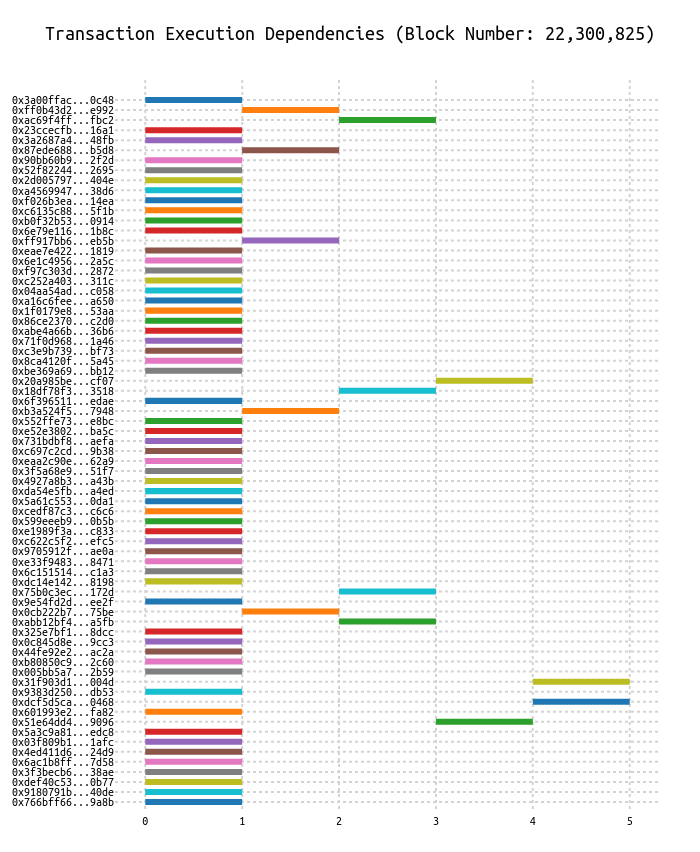 Transaction Execution Dependencies (Block Number: 22,300,825)
0x3a00ffac...0c48
0xff0b43d2...e992
0xac69f4ff...fbc2
0x23ccecfb...16a1
0x3a2687a4...48fb
0x87ede688...b5d8
0x90bb60b9...2f2d
0x52f82244...2695
0x2d005797...404e
0xa4569947...38d6
0xf026b3ea...14ea
0xc6135c88...5f1b
0xb0f32b53...0914
0x6e79e116...1b8c
0xff917bb6...eb5b
0xeae7e422...1819
0x6e1c4956...2a5c
0xf97c303d...2872
0xc252a403...311c
0x04aa54ad...c058
0xa16c6fee...a650
0x1f0179e8...53aa
0x86ce2370...c2d0
0xabe4a66b...36b6
0x71f0d968...1a46
0xc3e9b739...bf73
0x8ca4120f...5a45
0xbe369a69...bb12
0x20a985be...cf07
0x18df78f3...3518
0x6f396511...edae
0xb3a524f5...7948
0x552ffe73...e8bc
0xe52e3802...ba5c
0x731bdbf8...aefa
0xc697c2cd...9b38
0xeaa2c90e...62a9
0x3f5a68e9...51f7
0x4927a8b3...a43b
0xda54e5fb...a4ed
0x5a61c553...0da1
0xcedf87c3...c6c6
0x599eeeb9...0b5b
0xe1989f3a...c833
0xc622c5f2...efc5
0x9705912f...ae0a
0xe33f9483...8471
0x6c151514...c1a3
0xdc14e142...8198
0x75b0c3ec...172d
0x9e54fd2d...ee2f
0x0cb222b7...75be
0xabb12bf4...a5fb
0x325e7bf1...8dcc
0x0c845d8e...9cc3
0x44fe92e2...ac2a
0xb80850c9...2c60
0x005bb5a7...2b59
0x31f903d1...004d
0x9383d250...db53
0xdcf5d5ca...0468
0x601993e2...fa82
0x51e64dd4...9096
0x5a3c9a81...edc8
0x03f809b1...1afc
0x4ed411d6...24d9
0x6ac1b8ff...7d58
0x3f3becb6...38ae
0xdef40c53...0b77
0x9180791b...40de
0x766bff66...9a8b
0 1 2 3 4 5